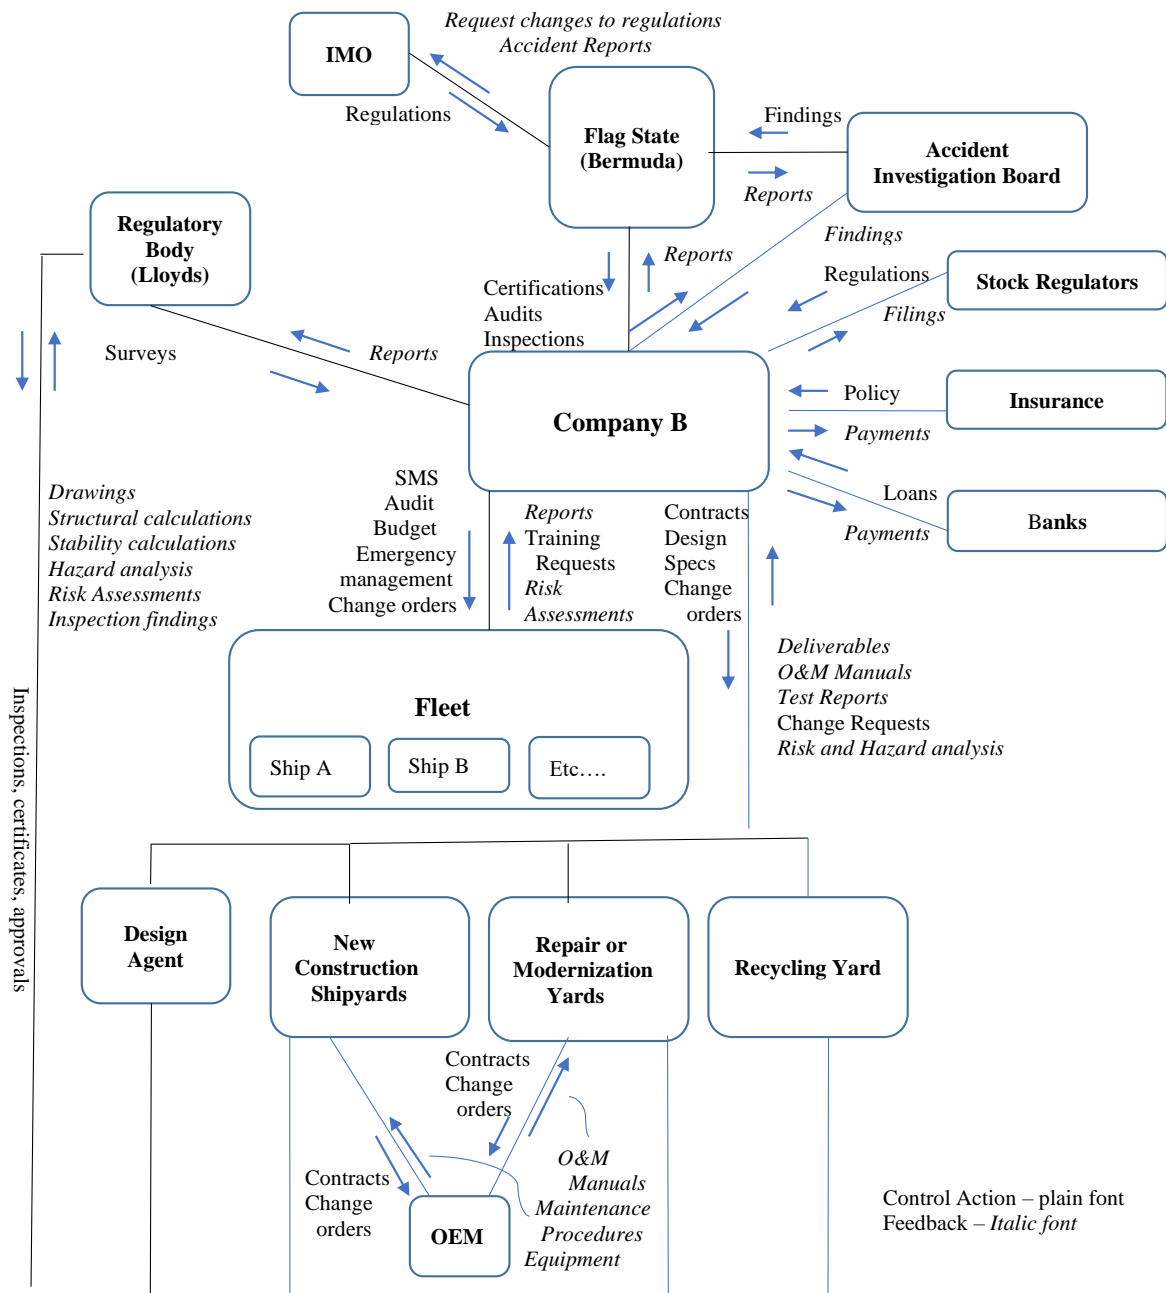 Request changes to regulations
Accident Reports
IMO
Regulations
Flag State
(Bermuda)
Findings
Reports
Accident
Investigation Board
Regulatory
Body
(Lloyds)
Findings
Reports
Regulations
Filings
Stock Regulators
Certifications
Audits
Inspections
Surveys
Reports
Company B
Policy
Payments
Insurance
Loans
Payments
Banks
Drawings
Structural calculations
Stability calculations
Hazard analysis
Risk Assessments
Inspection findings
SMS
Audit
Budget
Emergency
management
Change orders
Reports
Training
Requests
Risk
Assessments
Contracts
Design
Specs
Change
orders
Deliverables
O&M Manuals
Test Reports
Change Requests
Risk and Hazard analysis
Fleet
Ship A
Ship B
Etc….
Inspections, certificates, approvals
Design
Agent
New
Construction
Shipyards
Repair or
Modernization
Yards
Recycling Yard
Contracts
Change
orders
Contracts
Change
orders
O&M
Manuals
Maintenance
Procedures
Equipment
OEM
Control Action – plain font
Feedback – Italic font